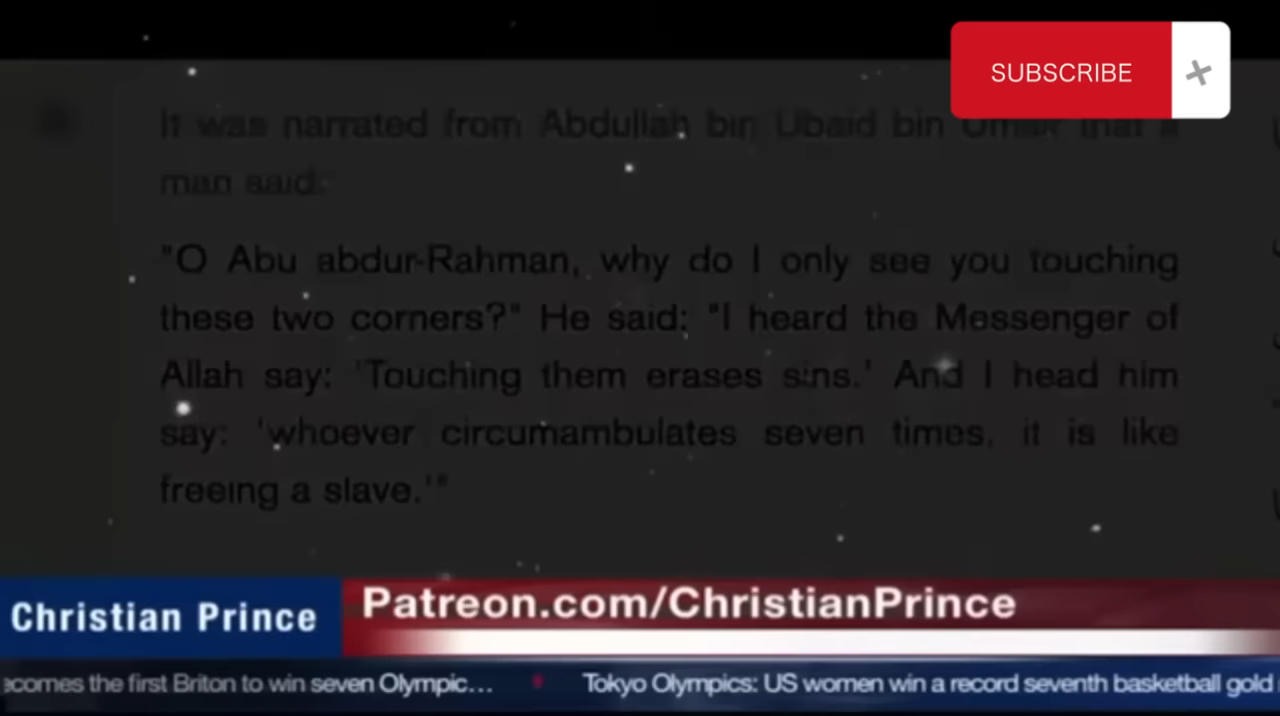 SUBSCRIBE
It was narrated from Abdullah bin Ubaid bin Umair that a
man said:
"O Abu abdur-Rahman, why do I only see you touching
these two corners?" He said: "I heard the Messenger of
Allah say: 'Touching them erases sins.' And I head him
say: 'whoever circumambulates seven times, it is like
freeing a slave.'"
Christian Prince
Patreon.com/ChristianPrince
ecomes the first Briton to win seven Olympic… Tokyo Olympics: US women win a record seventh basketball gold